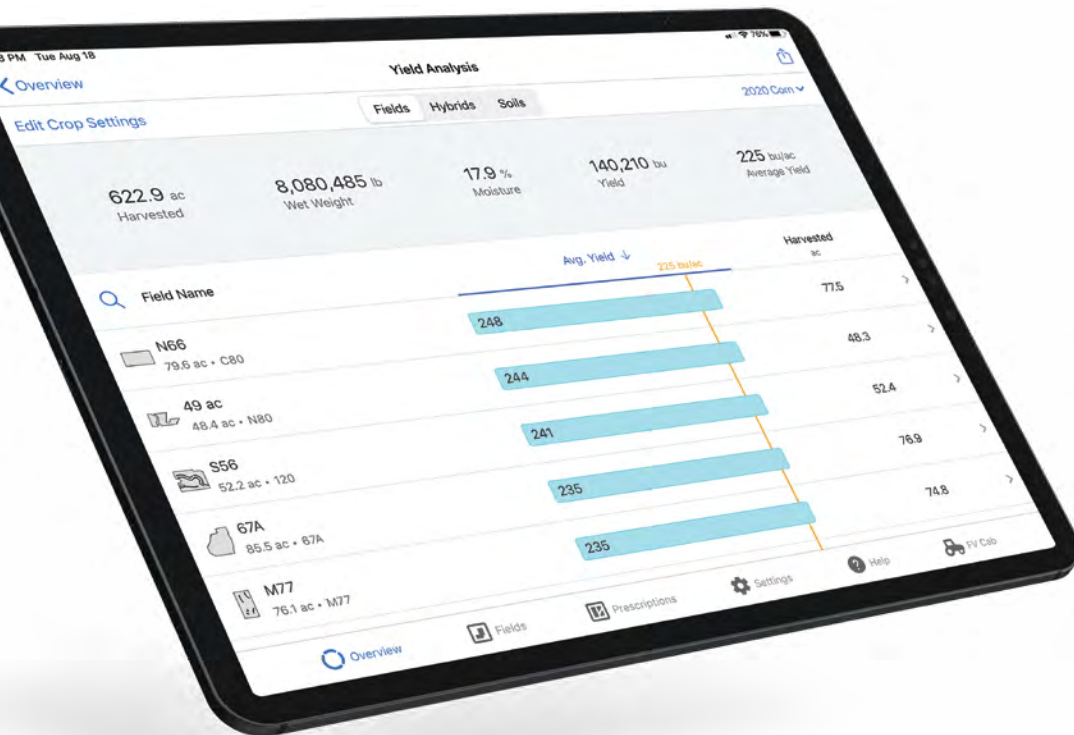 PM Tue Aug 18
76%
Overview
Yield Analysis
Edit Crop Settings
Fields Hybrids Soils
2020 Corn
622.9 ac
Harvested
8,080,485 lb
Wet Weight
17.9 %
Moisture
140,210 bu
Yield
225 bu/ac
Average Yield
Field Name
Avg. Yield ↓
225 bu/ac
Harvested
ac
N66
79.6 ac • C80
248
77.5
49 ac
48.4 ac • N80
244
48.3
S56
52.2 ac • 120
241
52.4
67A
85.5 ac • 67A
235
76.9
M77
76.1 ac • M77
235
74.8
Overview
Fields
Prescriptions
Settings
Help
FV Cab